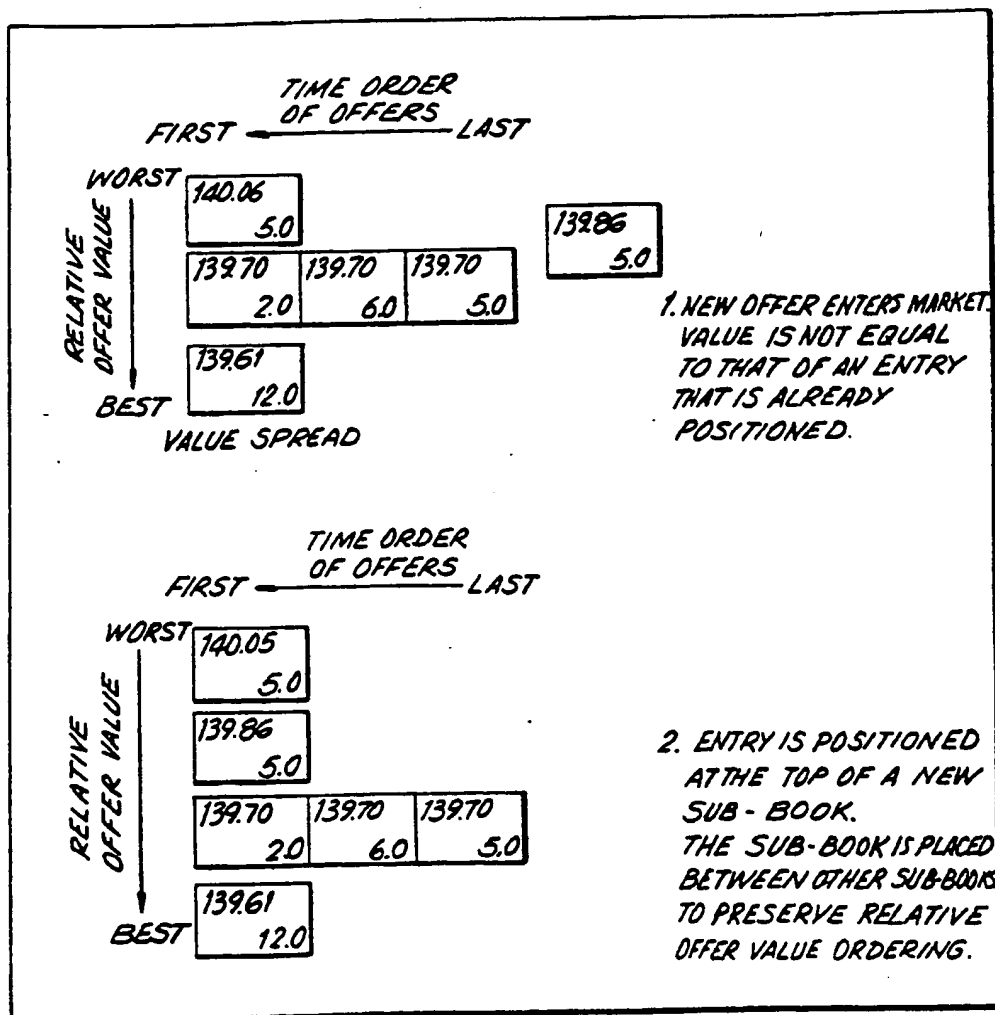 TIME ORDER
OF OFFERS
FIRST LAST
WORST
RELATIVE
OFFER VALUE
140.06
5.0
139.86
5.0
139.70 139.70 139.70
2.0 6.0 5.0
139.61
12.0
BEST
VALUE SPREAD
1. NEW OFFER ENTERS MARKET.
VALUE IS NOT EQUAL
TO THAT OF AN ENTRY
THAT IS ALREADY
POSITIONED.
TIME ORDER
OF OFFERS
FIRST LAST
WORST
RELATIVE
OFFER VALUE
140.05
5.0
139.86
5.0
139.70 139.70 139.70
2.0 6.0 5.0
139.61
12.0
BEST
2. ENTRY IS POSITIONED
AT THE TOP OF A NEW
SUB-BOOK.
THE SUB-BOOK IS PLACED
BETWEEN OTHER SUB-BOOKS
TO PRESERVE RELATIVE
OFFER VALUE ORDERING.